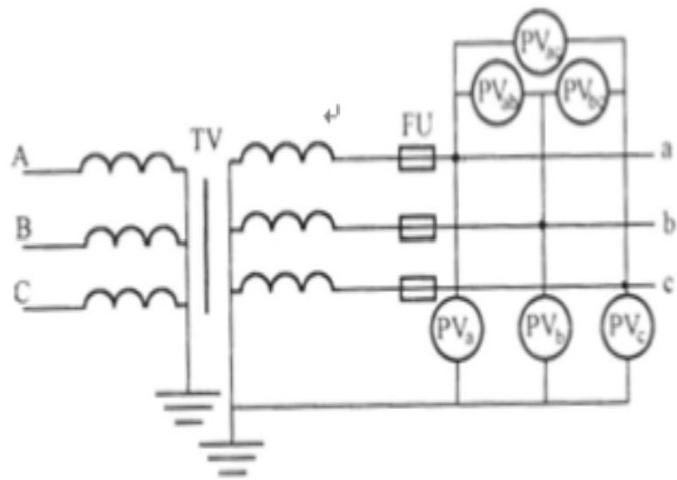 PVac
PVab PVbc
↵
TV FU
A a
B b
C c
PVa PVb PVc